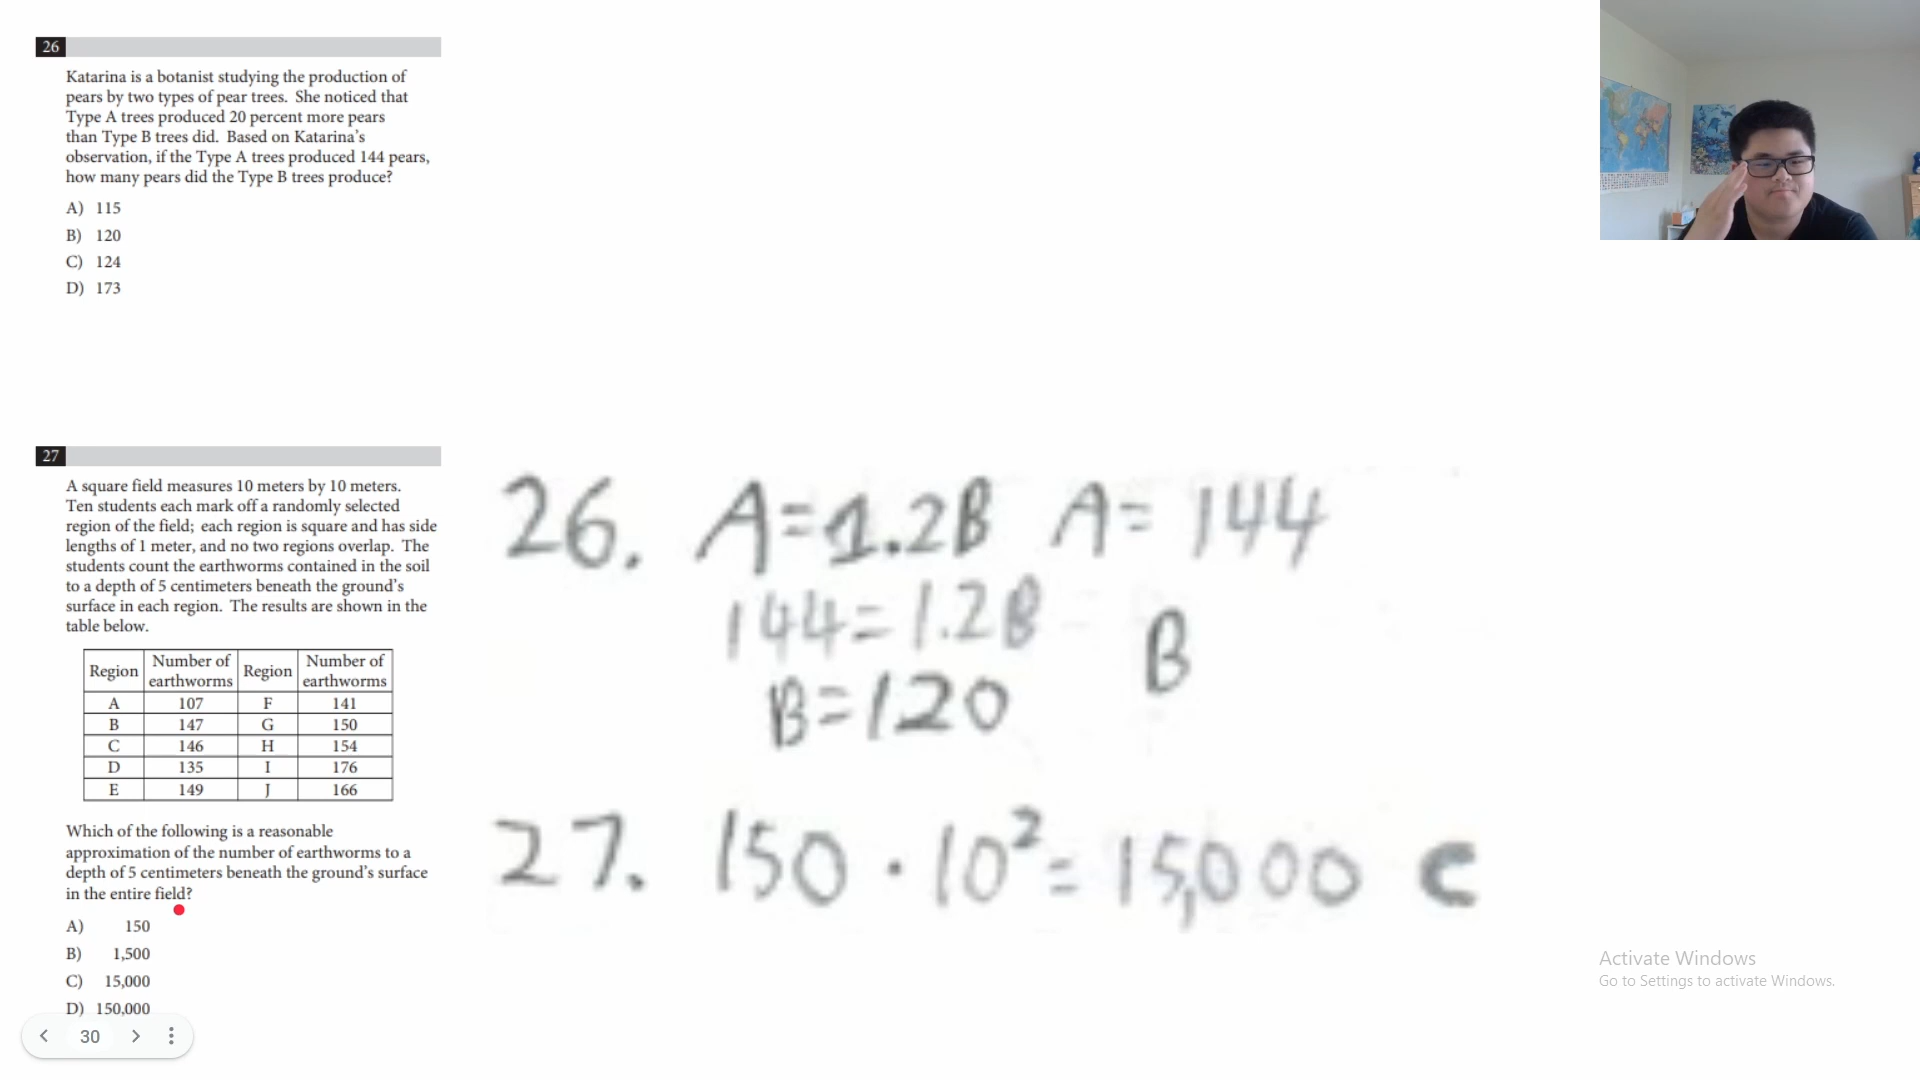 26
Katarina is a botanist studying the production of
pears by two types of pear trees. She noticed that
Type A trees produced 20 percent more pears
than Type B trees did. Based on Katarina's
observation, if the Type A trees produced 144 pears,
how many pears did the Type B trees produce?
A) 115
B) 120
C) 124
D) 173
27
A square field measures 10 meters by 10 meters.
Ten students each mark off a randomly selected
region of the field; each region is square and has side
lengths of 1 meter, and no two regions overlap. The
students count the earthworms contained in the soil
to a depth of 5 centimeters beneath the ground's
surface in each region. The results are shown in the
table below.
Region Number of earthworms Region Number of earthworms
A 107 F 141
B 147 G 150
C 146 H 154
D 135 I 176
E 149 J 166
Which of the following is a reasonable
approximation of the number of earthworms to a
depth of 5 centimeters beneath the ground's surface
in the entire field?
A) 150
B) 1,500
C) 15,000
D) 150,000
26. A=1.2B A=144
144=1.2B
B
B=120
27. 150 · 10²= 15,000 C
Activate Windows
Go to Settings to activate Windows.
30